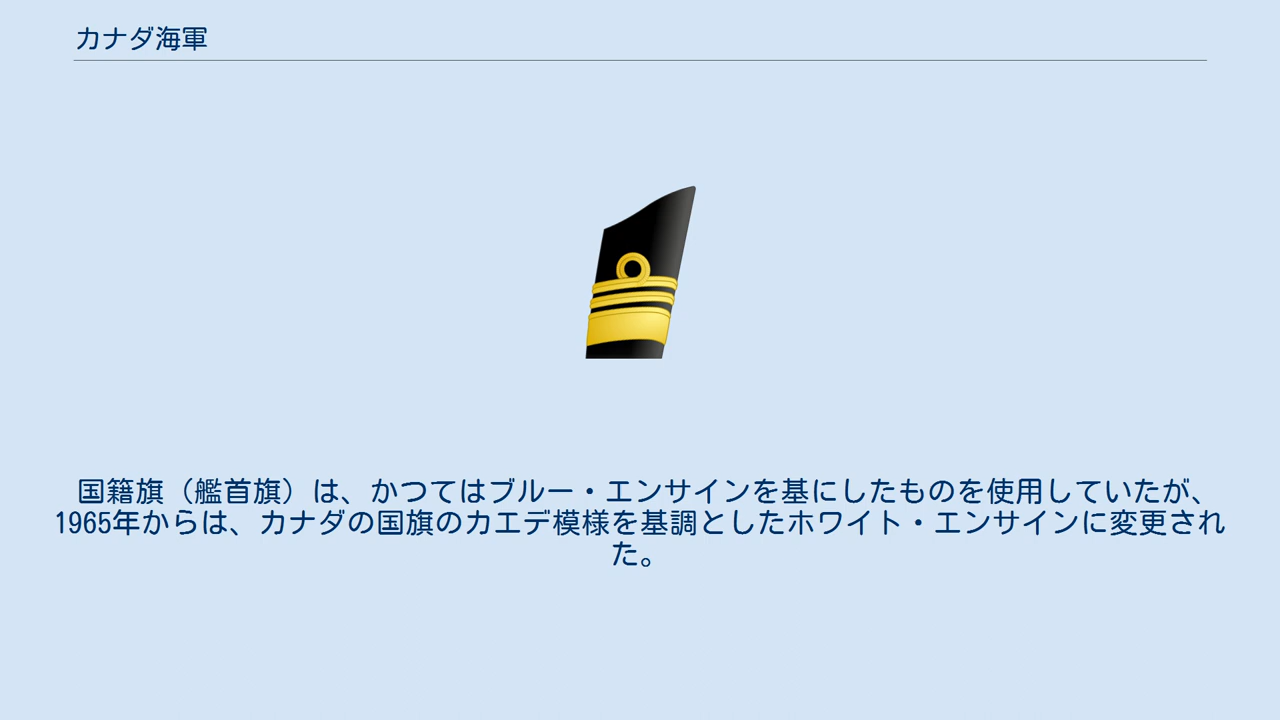 カナダ海軍
国籍旗（艦首旗）は、かつてはブルー・エンサインを基にしたものを使用していたが、
1965年からは、カナダの国旗のカエデ模様を基調としたホワイト・エンサインに変更され
た。